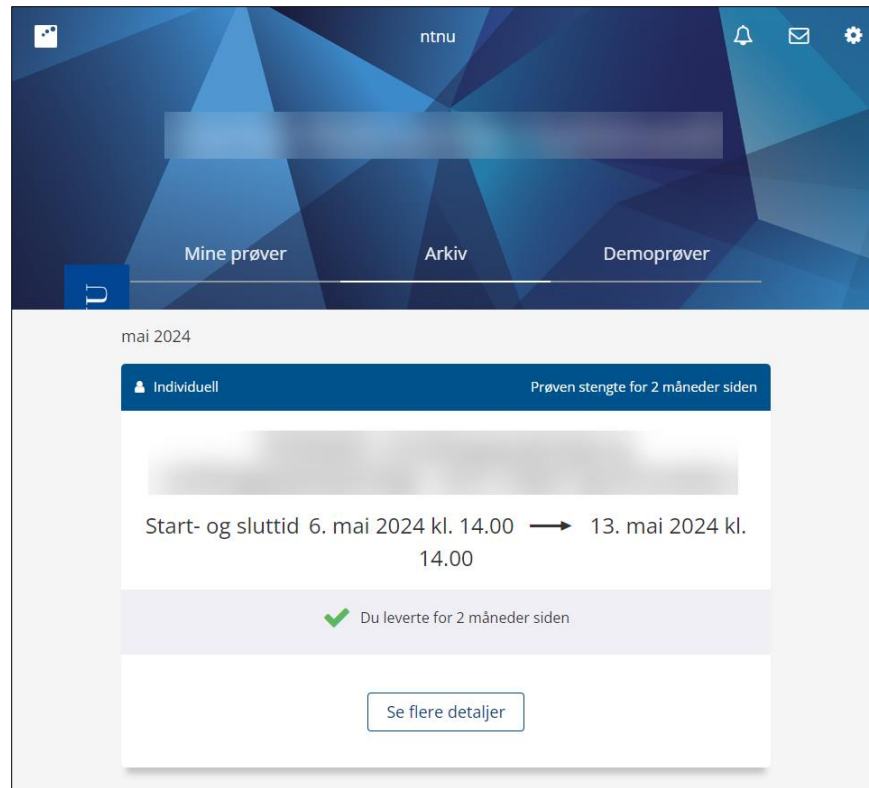 ntnu
Mine prøver Arkiv Demoprøver
mai 2024
Individuell Prøven stengte for 2 måneder siden
Start- og sluttid 6. mai 2024 kl. 14.00 → 13. mai 2024 kl.
14.00
Du leverte for 2 måneder siden
Se flere detaljer